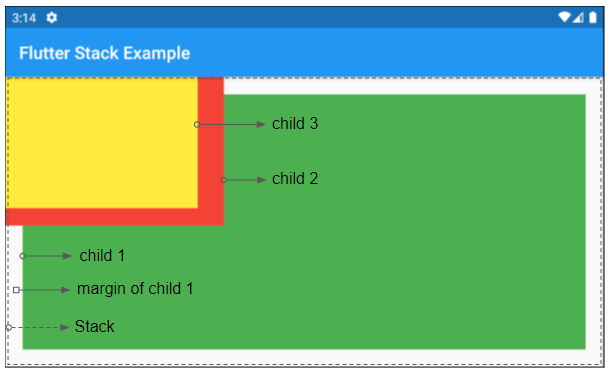 3:14
Flutter Stack Example
child 3
child 2
child 1
margin of child 1
Stack